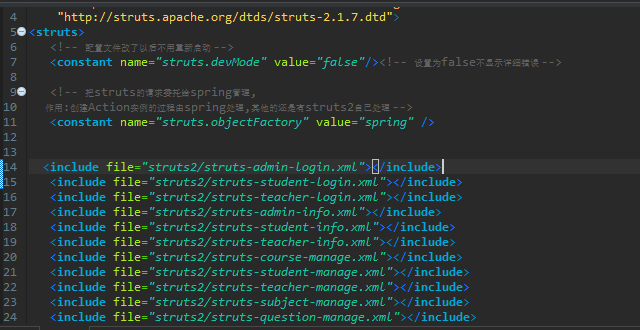 4 "http://struts.apache.org/dtds/struts-2.1.7.dtd">
5 <struts>
6 <!-- 配置文件改了以后不用重新启动 -->
7 <constant name="struts.devMode" value="false"/><!-- 设置为false不显示详细错误 -->
8
9 <!-- 把struts的请求委托给spring管理,
10 作用:创建Action实例的过程由spring处理,其他的还是有struts2自己处理 -->
11 <constant name="struts.objectFactory" value="spring" />
12
13
14 <include file="struts2/struts-admin-login.xml"></include>
15 <include file="struts2/struts-student-login.xml"></include>
16 <include file="struts2/struts-teacher-login.xml"></include>
17 <include file="struts2/struts-admin-info.xml"></include>
18 <include file="struts2/struts-student-info.xml"></include>
19 <include file="struts2/struts-teacher-info.xml"></include>
20 <include file="struts2/struts-course-manage.xml"></include>
21 <include file="struts2/struts-student-manage.xml"></include>
22 <include file="struts2/struts-teacher-manage.xml"></include>
23 <include file="struts2/struts-subject-manage.xml"></include>
24 <include file="struts2/struts-question-manage.xml"></include>